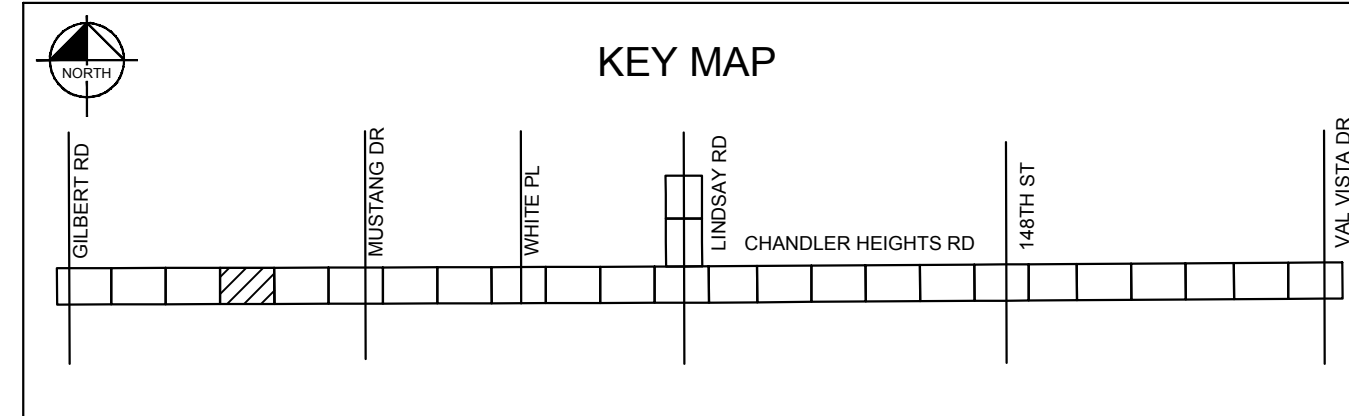 KEY MAP
NORTH
GILBERT RD
MUSTANG DR
WHITE PL
LINDSAY RD
CHANDLER HEIGHTS RD
148TH ST
VAL VISTA DR